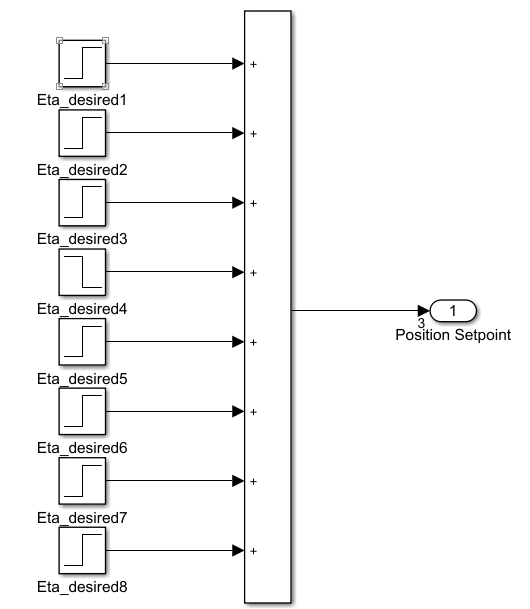 +
Eta_desired1
+
Eta_desired2
+
Eta_desired3
+
Eta_desired4
+
1
3
Position Setpoint
+
Eta_desired5
+
Eta_desired6
+
Eta_desired7
+
Eta_desired8